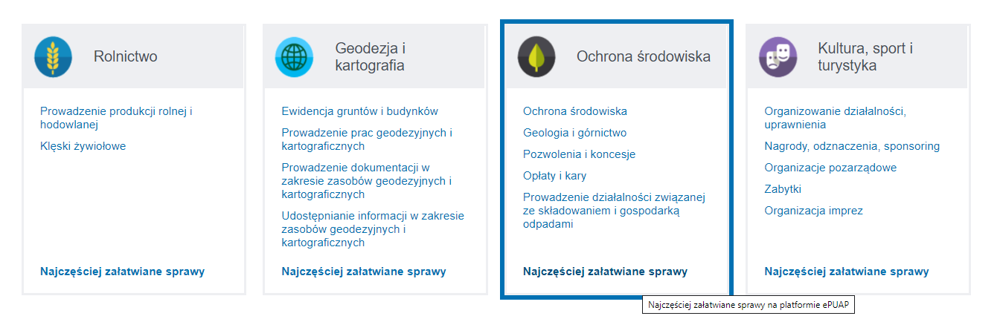 Rolnictwo
Prowadzenie produkcji rolnej i
hodowlanej
Klęski żywiołowe
Najczęściej załatwiane sprawy
Geodezja i
kartografia
Ewidencja gruntów i budynków
Prowadzenie prac geodezyjnych i
kartograficznych
Prowadzenie dokumentacji w
zakresie zasobów geodezyjnych i
kartograficznych
Udostępnianie informacji w zakresie
zasobów geodezyjnych i
kartograficznych
Najczęściej załatwiane sprawy
Ochrona środowiska
Ochrona środowiska
Geologia i górnictwo
Pozwolenia i koncesje
Opłaty i kary
Prowadzenie działalności związanej
ze składowaniem i gospodarką
odpadami
Najczęściej załatwiane sprawy
Najczęściej załatwiane sprawy na platformie ePUAP
Kultura, sport i
turystyka
Organizowanie działalności,
uprawnienia
Nagrody, odznaczenia, sponsoring
Organizacje pozarządowe
Zabytki
Organizacja imprez
Najczęściej załatwiane sprawy